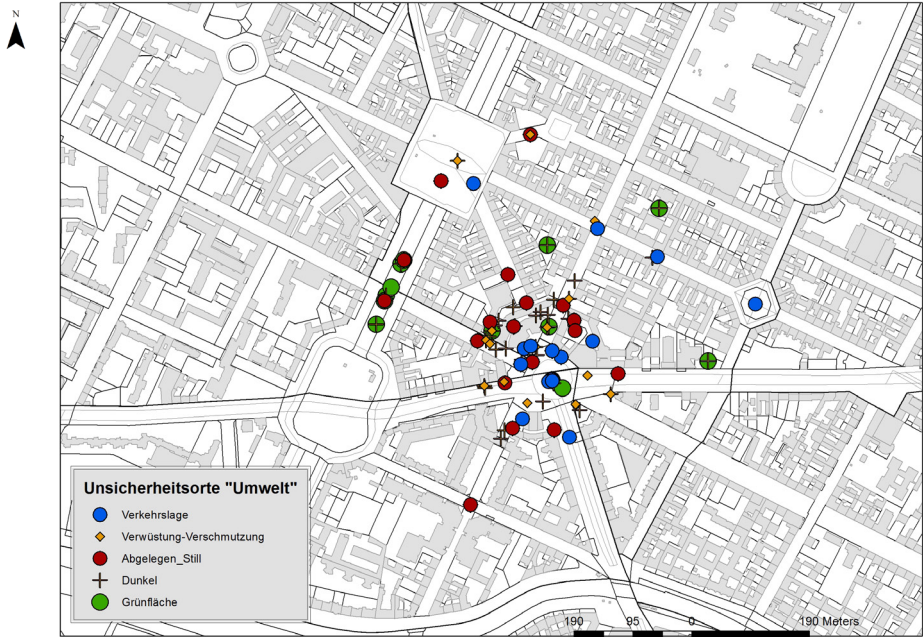 N
Unsicherheitsorte "Umwelt"
Verkehrslage
Verwüstung-Verschmutzung
Abgelegen_Still
Dunkel
Grünfläche
190 95 0 190 Meters